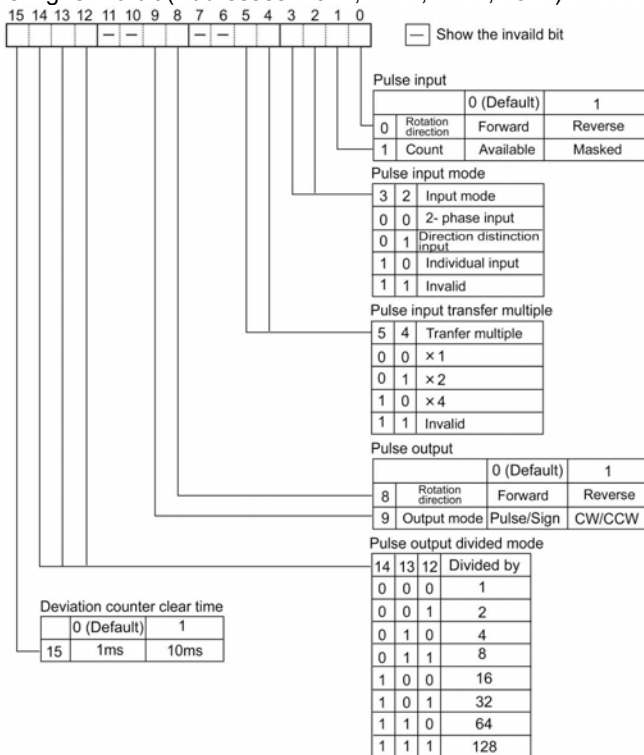 15 14 13 12 11 10 9 8 7 6 5 4 3 2 1 0
— — — —
— Show the invaild bit
Pulse input
0 (Default) 1
0 Rotation direction Forward Reverse
1 Count Available Masked
Pulse input mode
3 2 Input mode
0 0 2- phase input
0 1 Direction distinction input
1 0 Individual input
1 1 Invalid
Pulse input transfer multiple
5 4 Tranfer multiple
0 0 ×1
0 1 ×2
1 0 ×4
1 1 Invalid
Pulse output
0 (Default) 1
8 Rotation direction Forward Reverse
9 Output mode Pulse/Sign CW/CCW
Pulse output divided mode
14 13 12 Divided by
0 0 0 1
0 0 1 2
0 1 0 4
0 1 1 8
1 0 0 16
1 0 1 32
1 1 0 64
1 1 1 128
Deviation counter clear time
0 (Default) 1
15 1ms 10ms